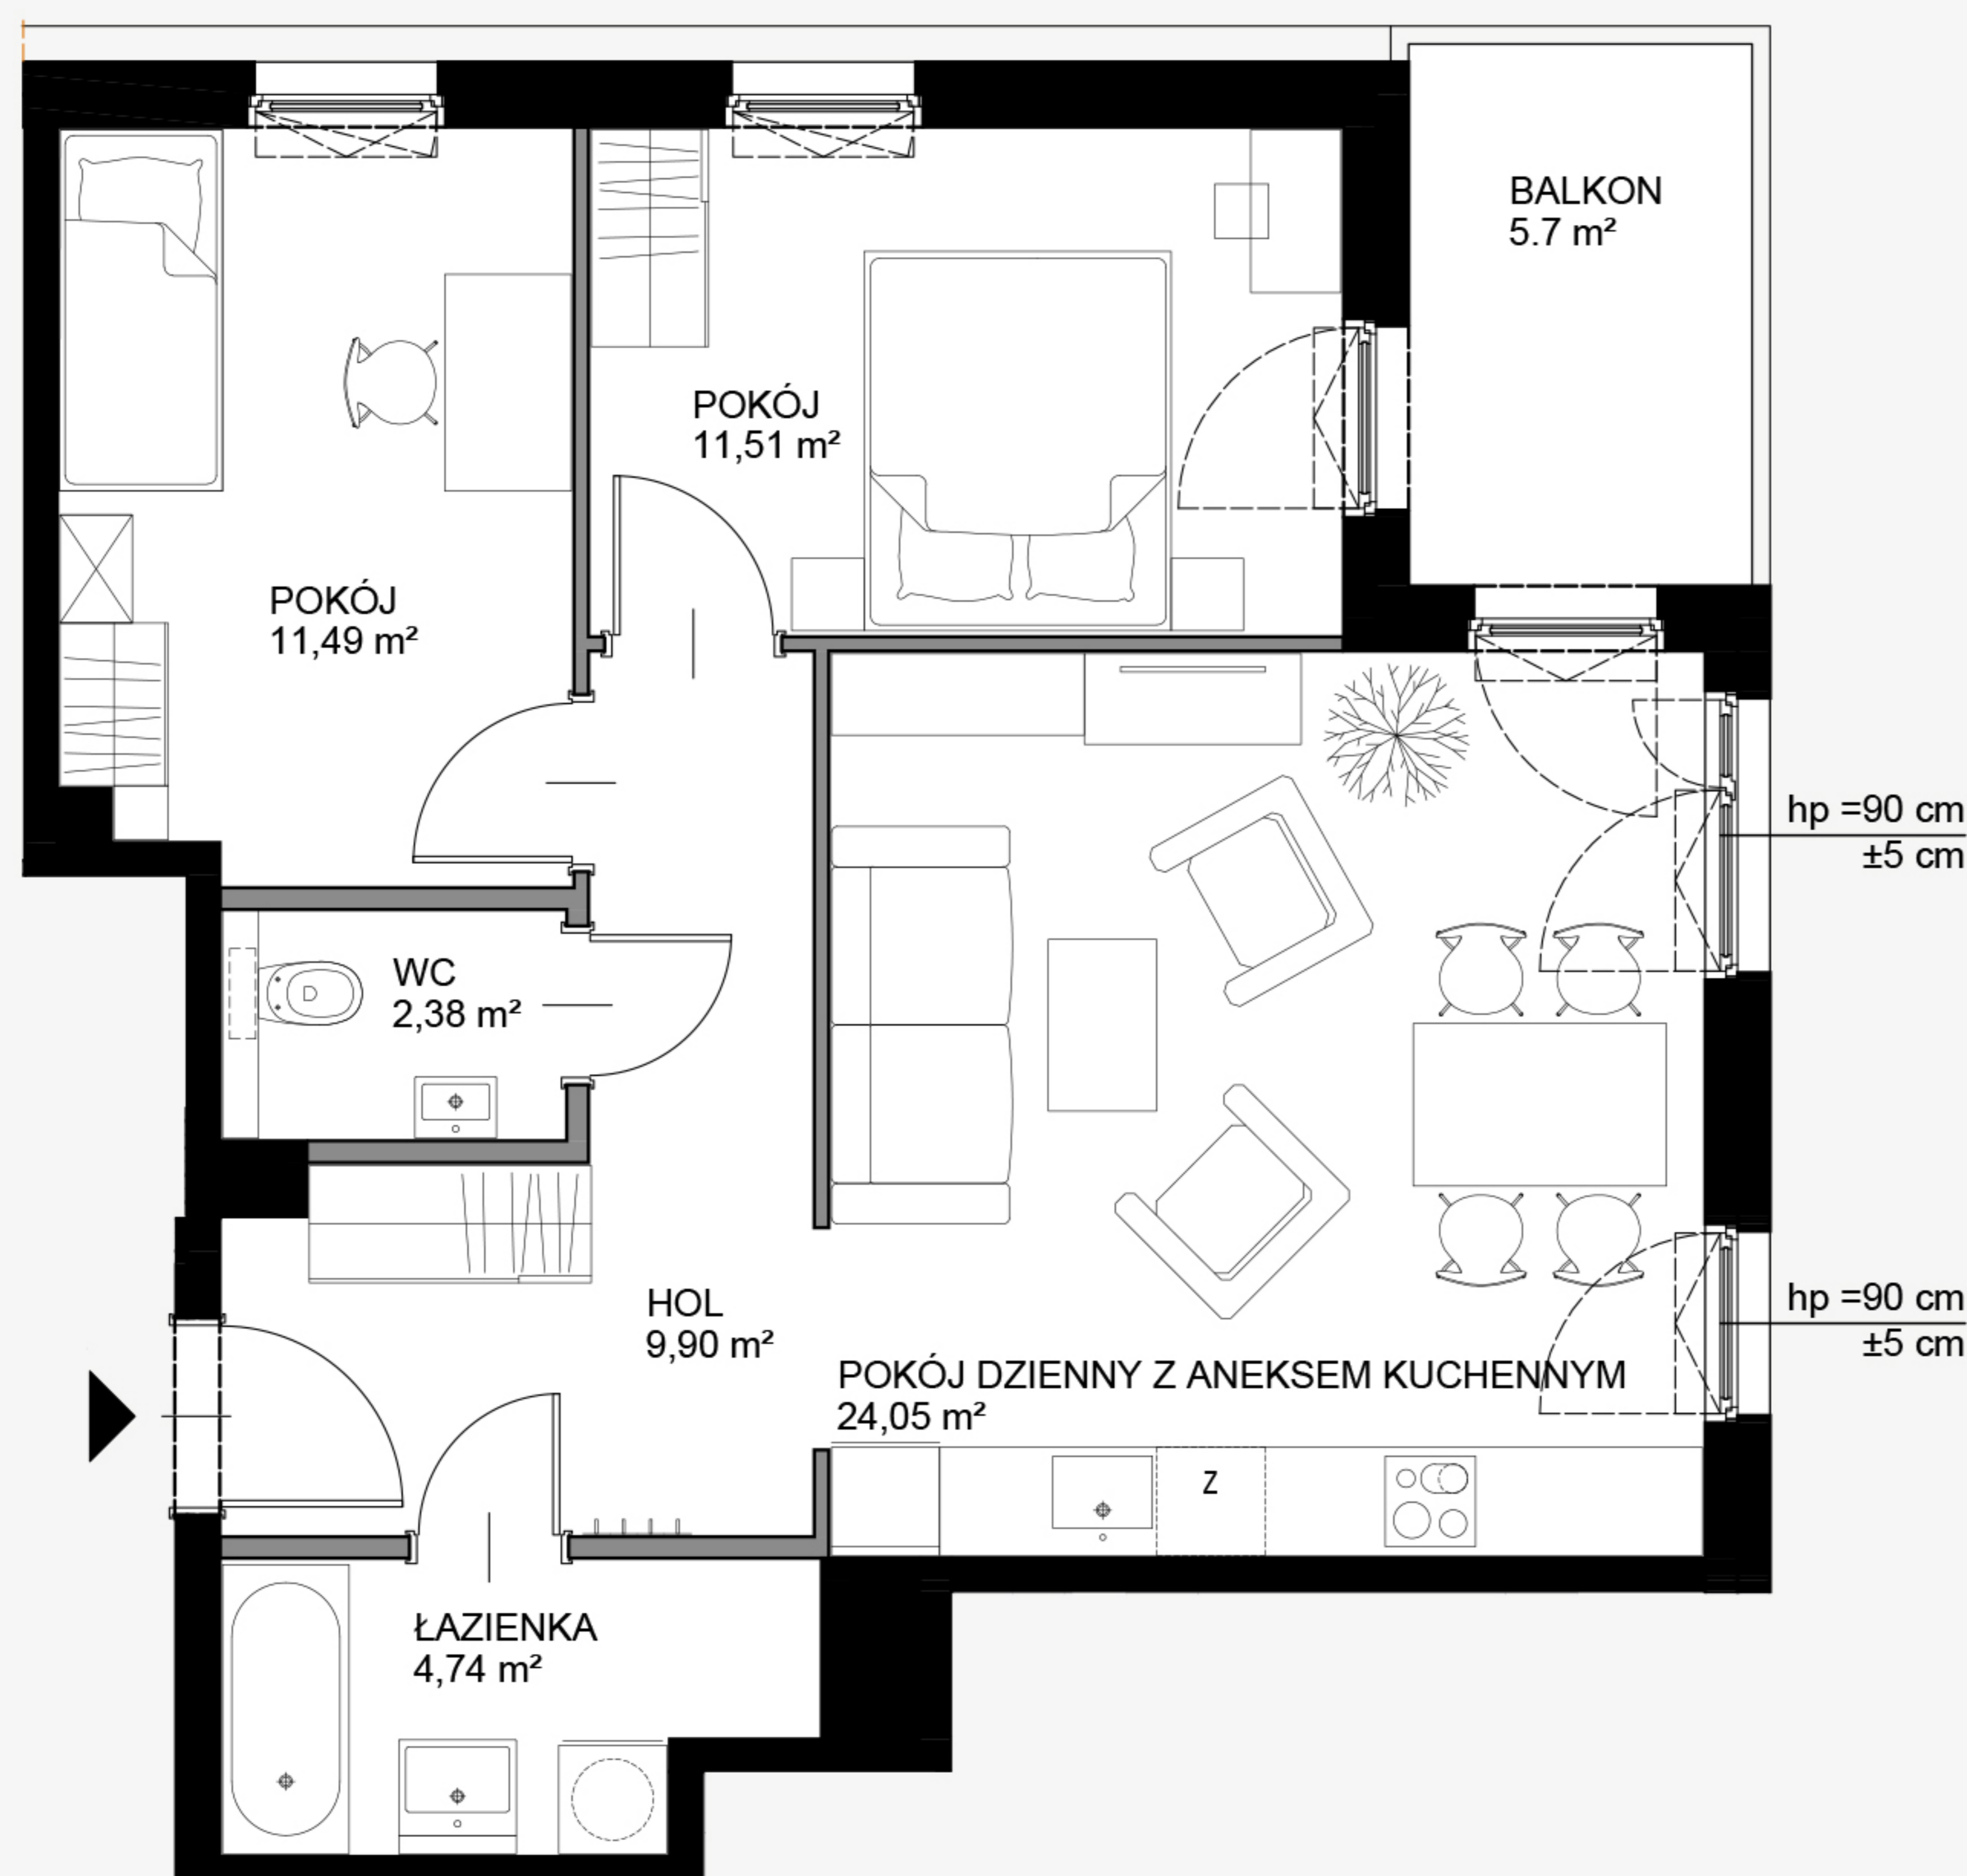 BALKON
5.7 m²
POKÓJ
11,51 m²
POKÓJ
11,49 m²
hp =90 cm
±5 cm
WC
2,38 m²
HOL
9,90 m²
hp =90 cm
±5 cm
POKÓJ DZIENNY Z ANEKSEM KUCHENNYM
24,05 m²
Z
ŁAZIENKA
4,74 m²